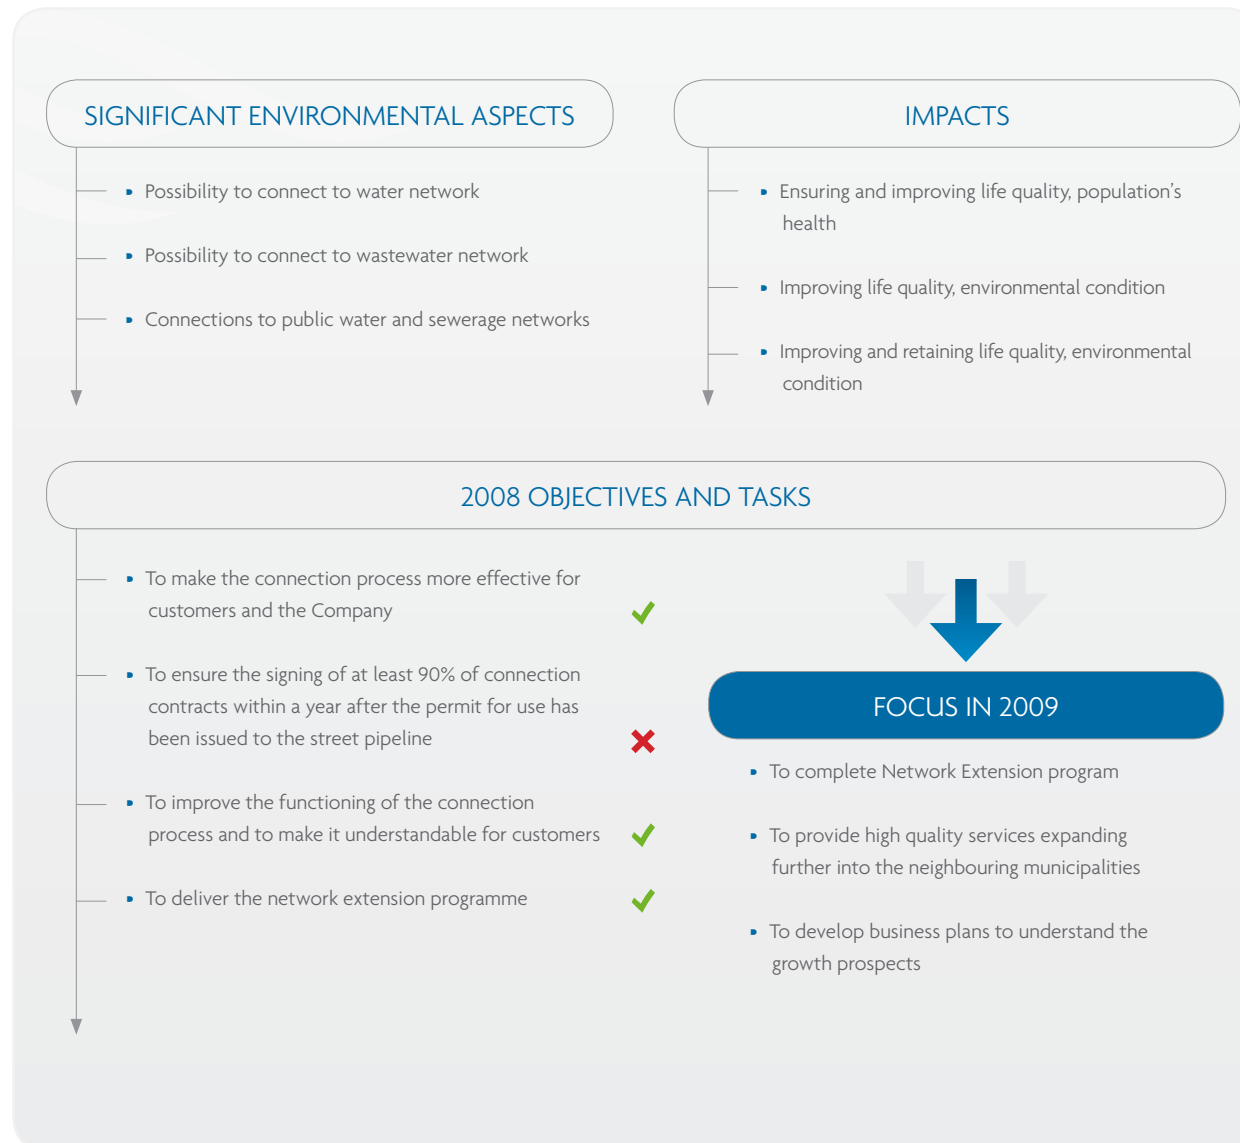 SIGNIFICANT ENVIRONMENTAL ASPECTS
Possibility to connect to water network
Possibility to connect to wastewater network
Connections to public water and sewerage networks
IMPACTS
Ensuring and improving life quality, population’s
health
Improving life quality, environmental condition
Improving and retaining life quality, environmental
condition
2008 OBJECTIVES AND TASKS
To make the connection process more effective for
customers and the Company
To ensure the signing of at least 90% of connection
contracts within a year after the permit for use has
been issued to the street pipeline
To improve the functioning of the connection
process and to make it understandable for customers
To deliver the network extension programme
FOCUS IN 2009
To complete Network Extension program
To provide high quality services expanding
further into the neighbouring municipalities
To develop business plans to understand the
growth prospects